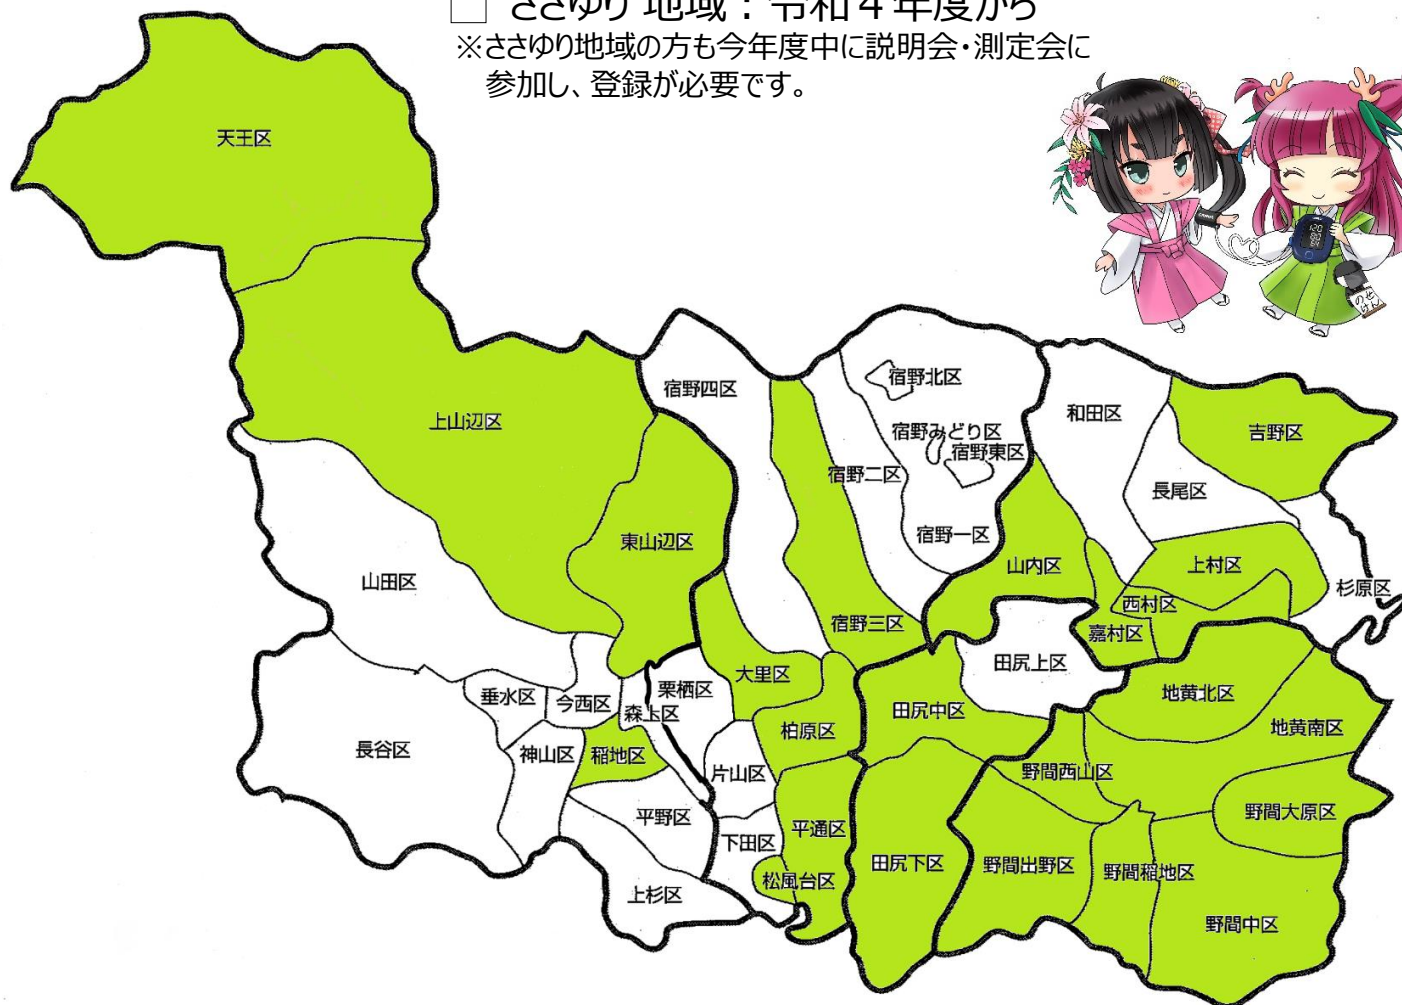 □ ささゆり 地域：令和４年度から
※ささゆり地域の方も今年度中に説明会・測定会に
参加し、登録が必要です。
天王区
上山辺区
東山辺区
山田区
長谷区
垂水区
今西区
神山区
稲地区
森上区
栗栖区
平野区
上杉区
片山区
下田区
大里区
柏原区
平通区
松風台区
宿野四区
宿野三区
宿野二区
宿野北区
宿野みどり区
宿野東区
宿野一区
和田区
吉野区
長尾区
山内区
上村区
西村区
嘉村区
杉原区
田尻上区
田尻中区
田尻下区
地黄北区
地黄南区
野間西山区
野間大原区
野間出野区
野間稲地区
野間中区